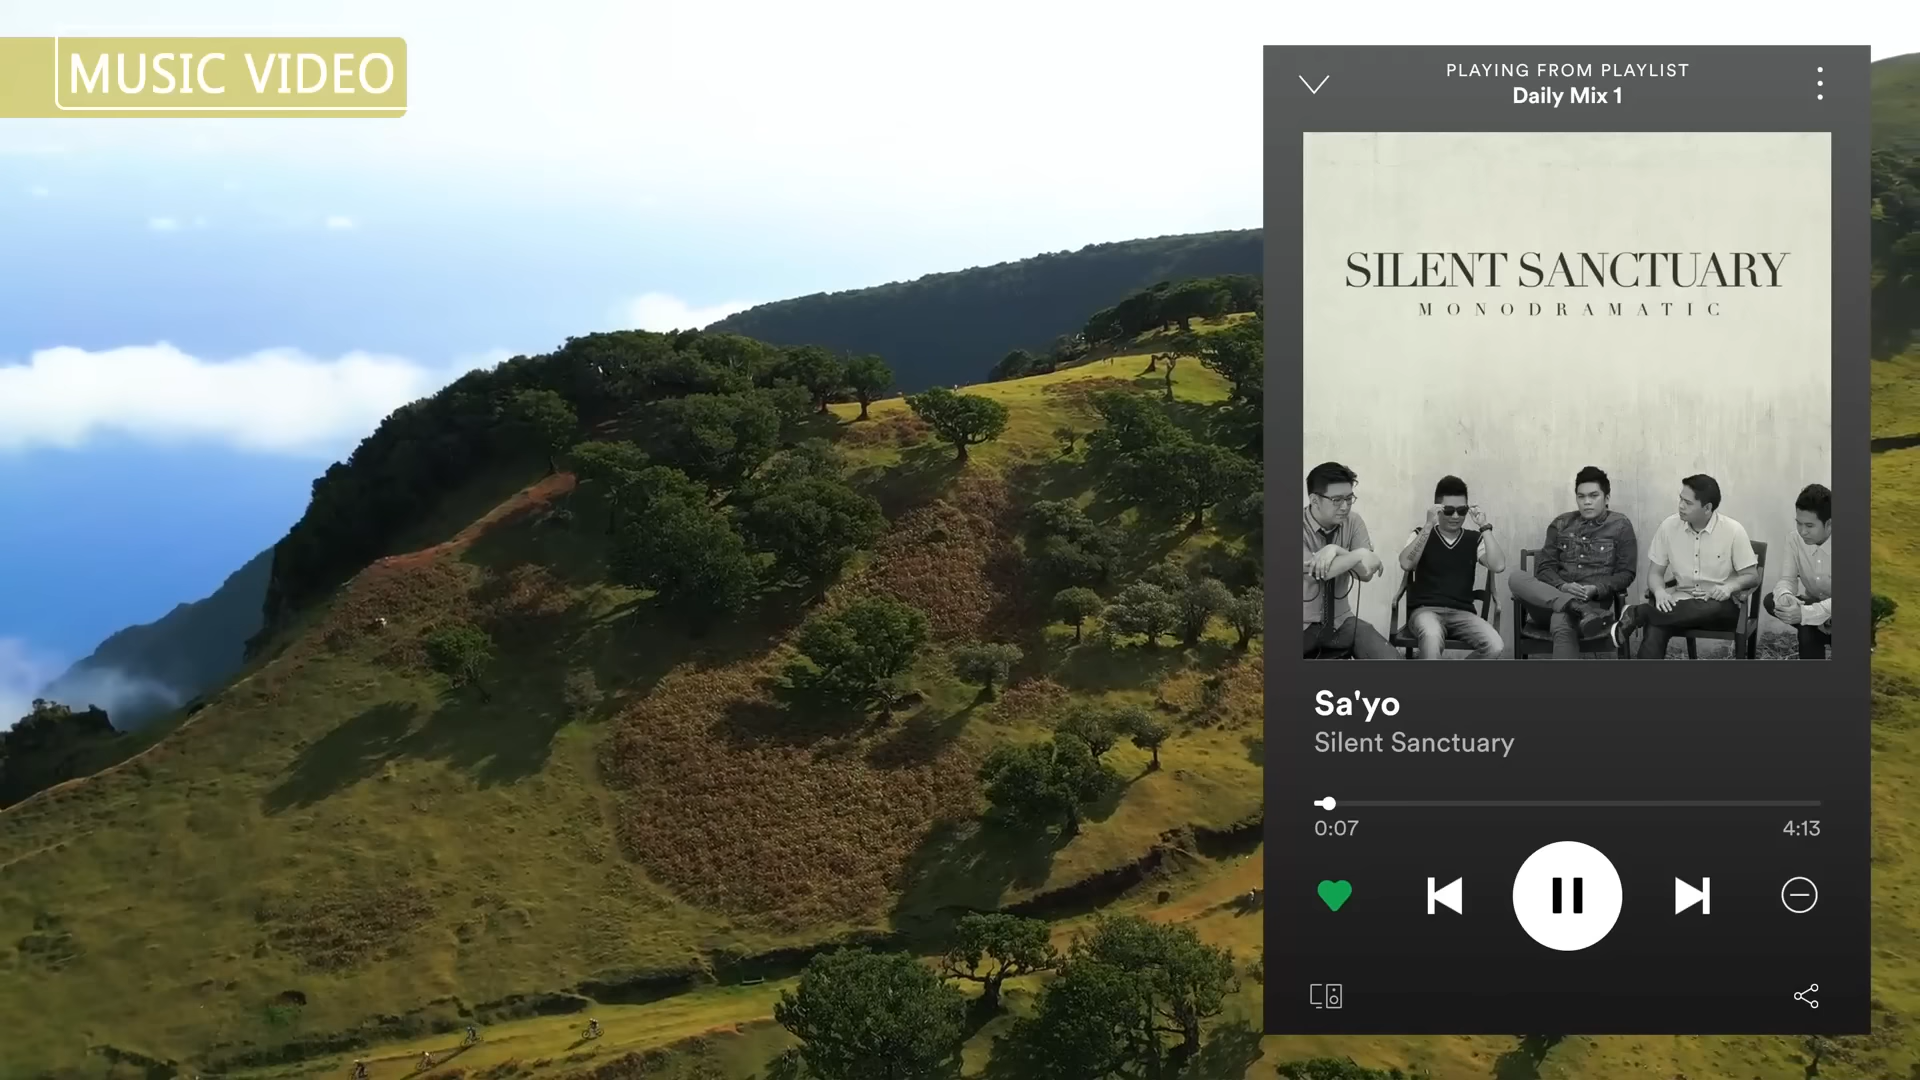 MUSIC VIDEO
PLAYING FROM PLAYLIST
Daily Mix 1
SILENT SANCTUARY
MONODRAMATIC
Sa'yo
Silent Sanctuary
0:07
4:13